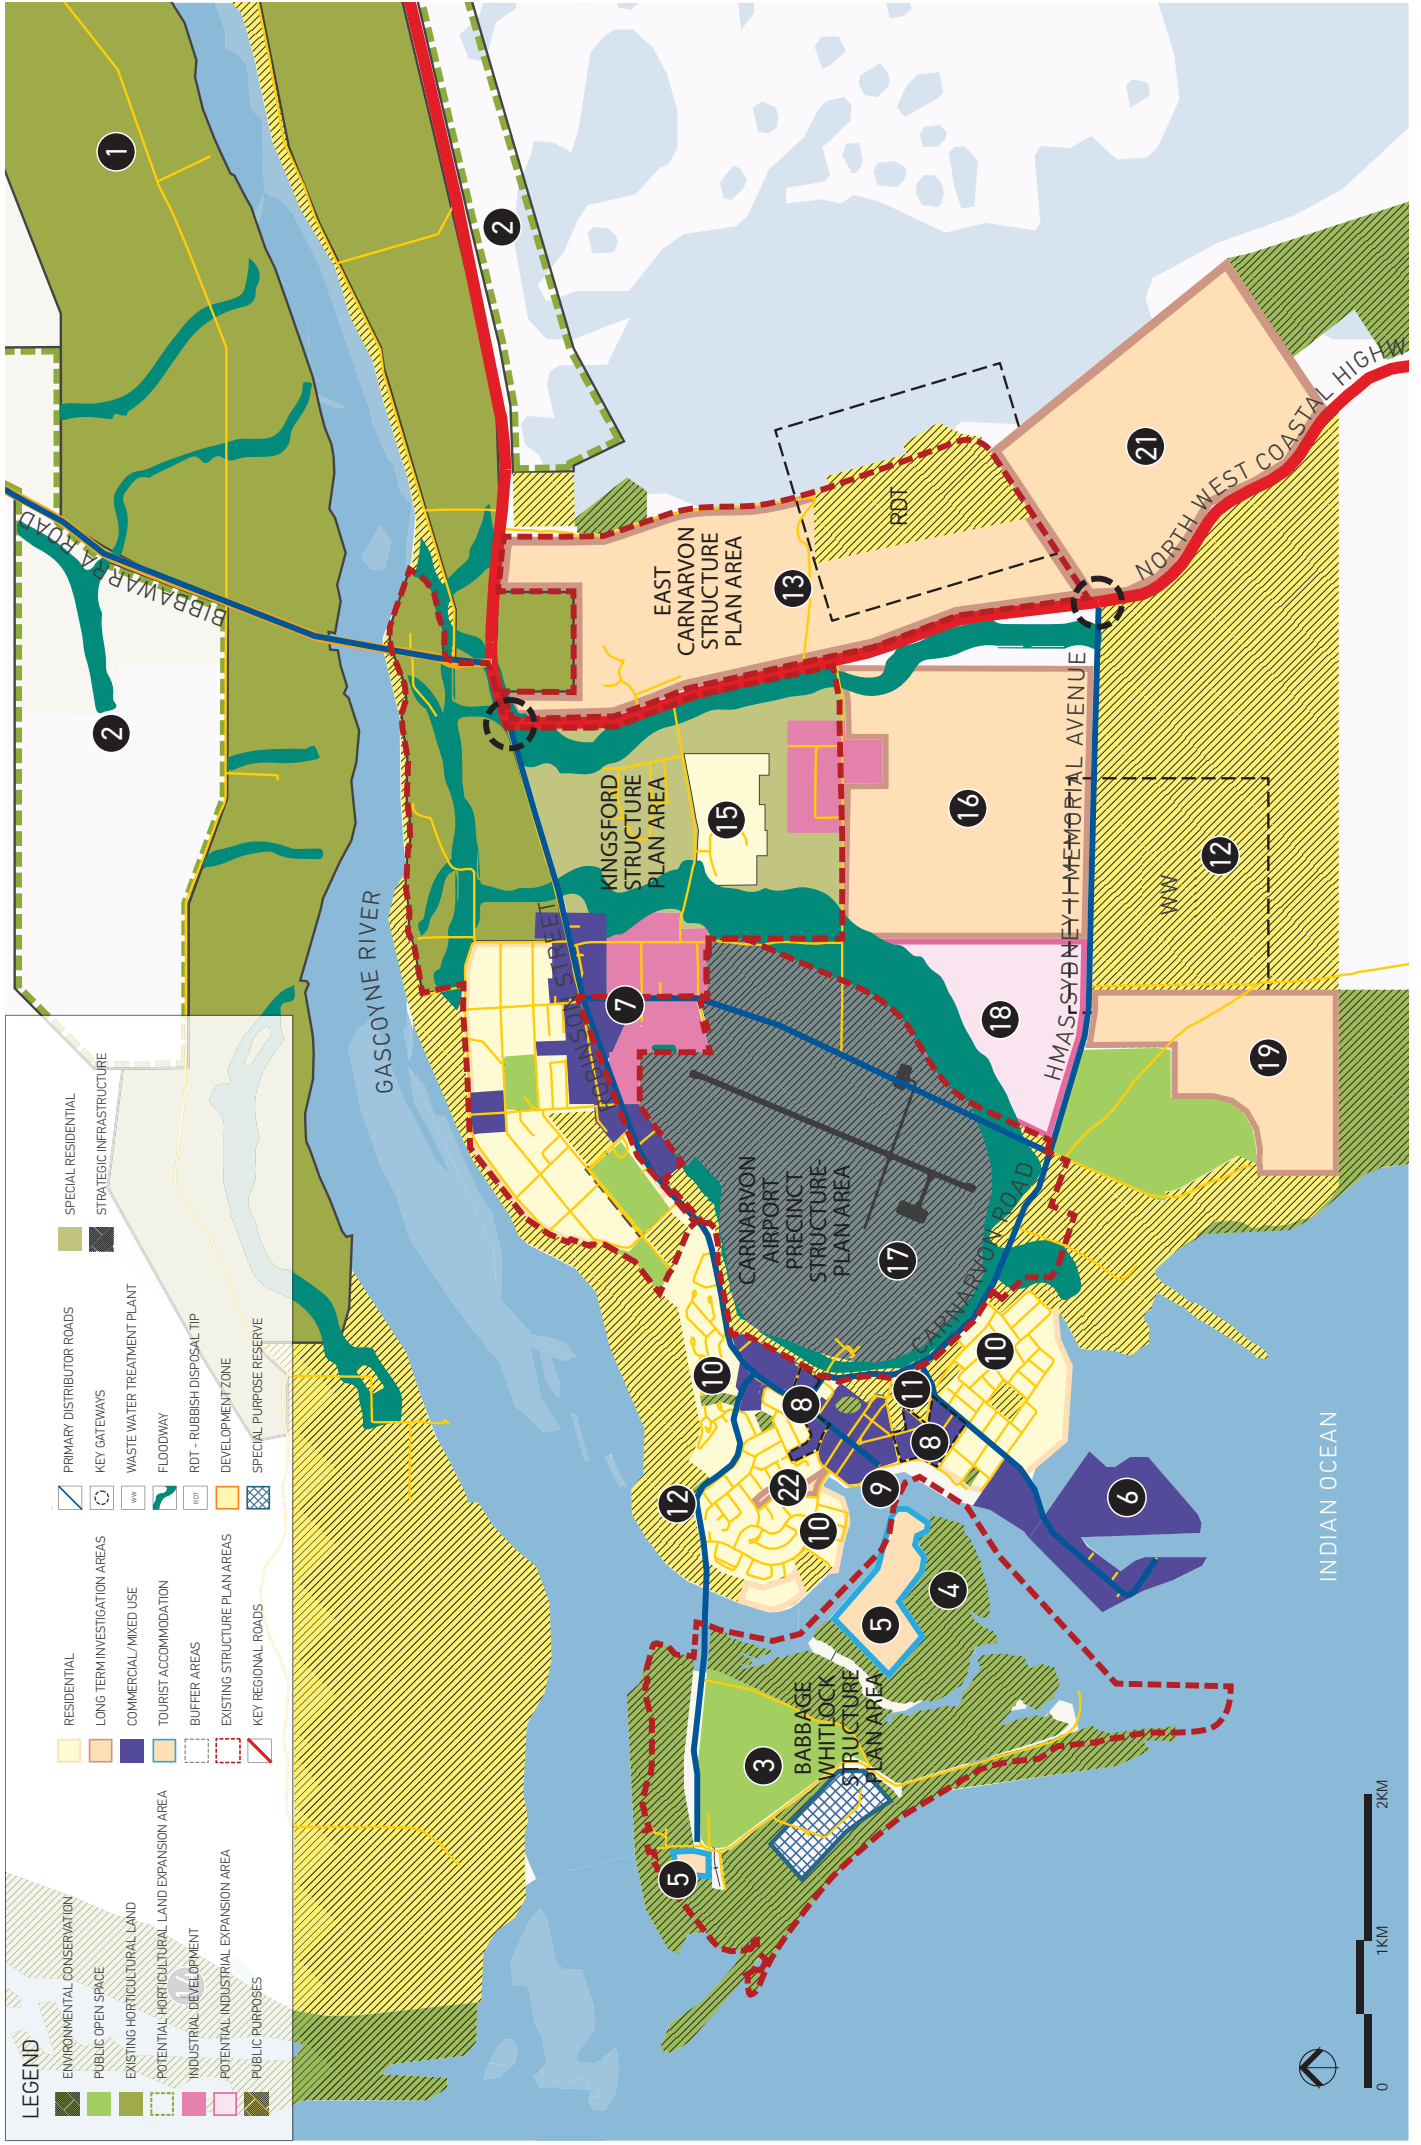 LEGEND
ENVIRONMENTAL CONSERVATION
PUBLIC OPEN SPACE
EXISTING HORTICULTURAL LAND
POTENTIAL HORTICULTURAL LAND EXPANSION AREA
INDUSTRIAL DEVELOPMENT
POTENTIAL INDUSTRIAL EXPANSION AREA
PUBLIC PURPOSES
RESIDENTIAL
LONG TERM INVESTIGATION AREAS
COMMERCIAL/MIXED USE
TOURIST ACCOMMODATION
BUFFER AREAS
EXISTING STRUCTURE PLAN AREAS
KEY REGIONAL ROADS
PRIMARY DISTRIBUTOR ROADS
KEY GATEWAYS
WW
WASTE WATER TREATMENT PLANT
FLOODWAY
RDT
RDT - RUBBISH DISPOSAL TIP
DEVELOPMENT ZONE
SPECIAL PURPOSE RESERVE
SPECIAL RESIDENTIAL
STRATEGIC INFRASTRUCTURE
BIBBAWARRA ROAD
1
2
2
GASCOYNE RIVER
ROBINSON STREET
EAST
CARNARVON
STRUCTURE
PLAN AREA
13
RDT
21
NORTH WEST COASTAL HIGHW
KINGSFORD
STRUCTURE
PLAN AREA
15
16
7
18
HMAS SYDNEY II MEMORIAL AVENUE
WW
12
19
CARNARVON
AIRPORT
PRECINCT
STRUCTURE
PLAN AREA
17
CARNARVON ROAD
10
10
8
11
8
12
22
10
9
6
5
4
BABBAGE
WHITLOCK
STRUCTURE
PLAN AREA
3
5
INDIAN OCEAN
0
1KM
2KM